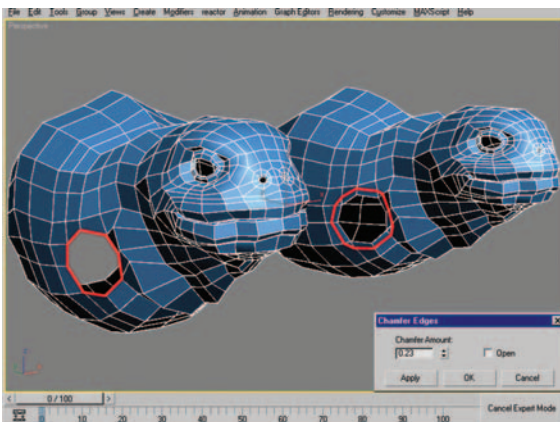 File Edit Tools Group Views Create Modifiers reactor Animation Graph Editors Rendering Customize MAXScript Help
Perspective
Chamfer Edges
Chamfer Amount:
0.23 Open
Apply OK Cancel
0 / 100
0 10 20 30 40 50 60 70 80 90 100
Cancel Expert Mode